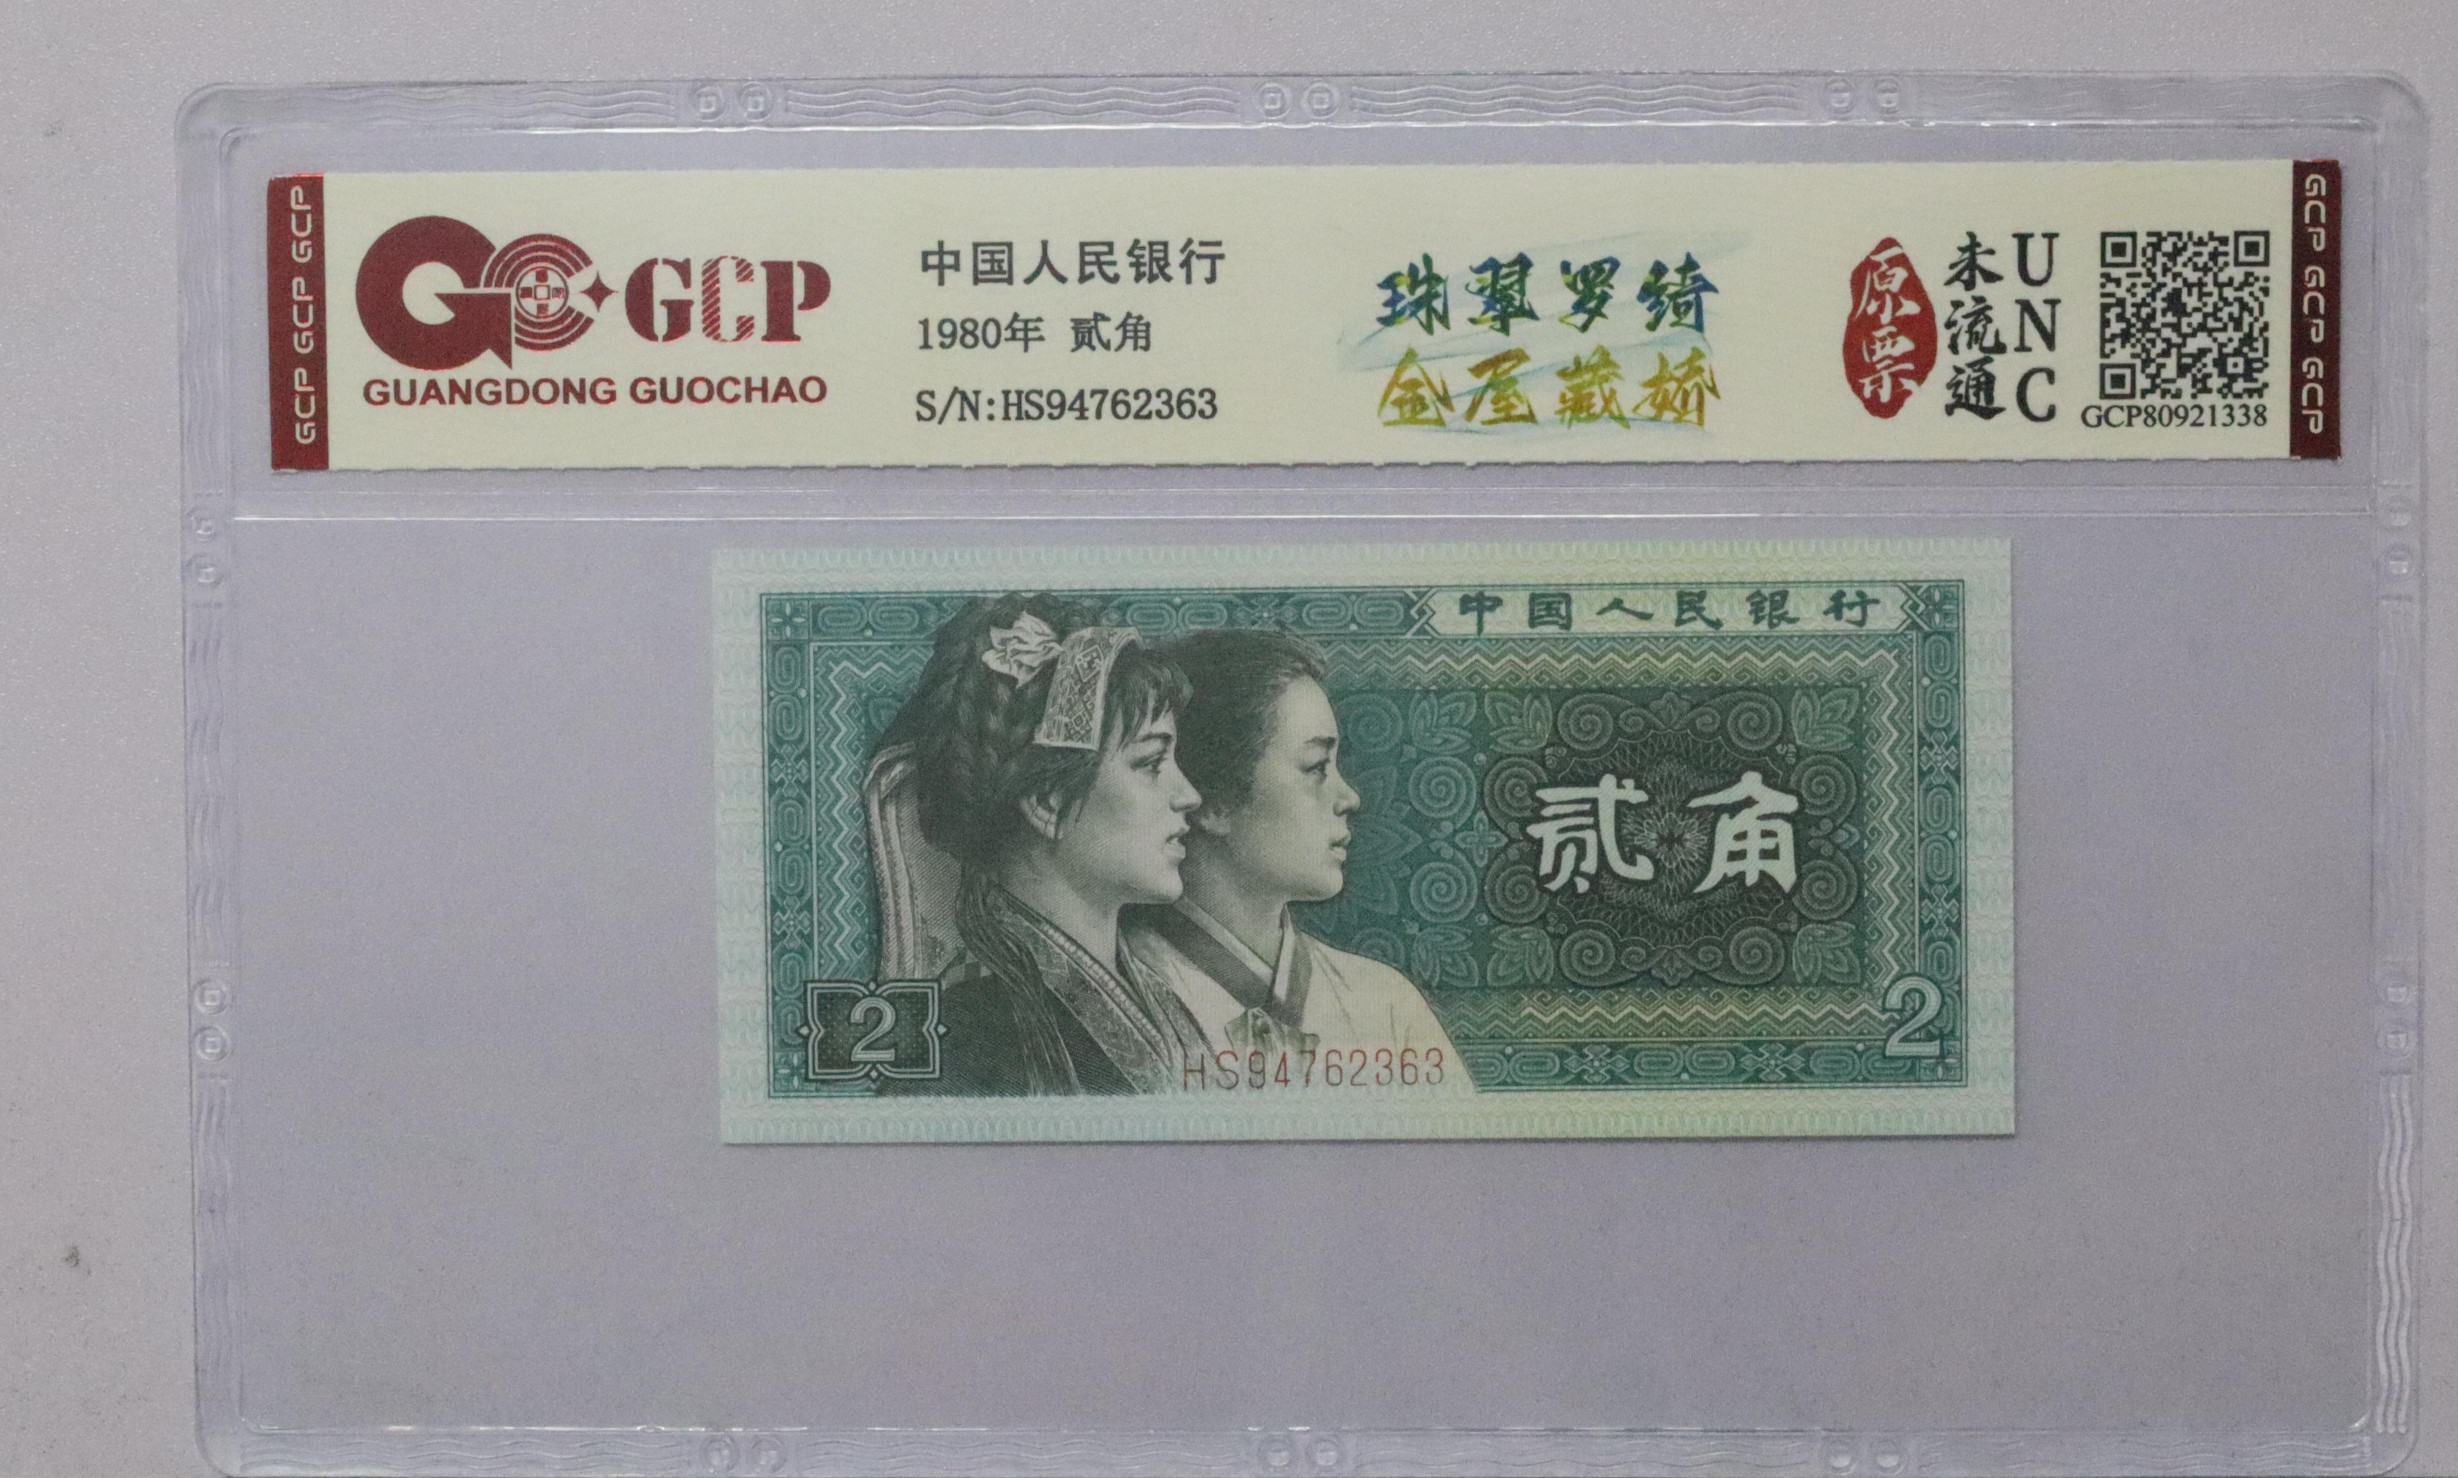 GCP GCP GCP
GCP
GUANGDONG GUOCHAO
中国人民银行
1980年 贰角
S/N:HS94762363
珠翠罗绮
金屋藏娇
原票
未流通
UNC
GCP80921338
GCP GCP GCP
中国人民银行
贰角
2
2
HS94762363